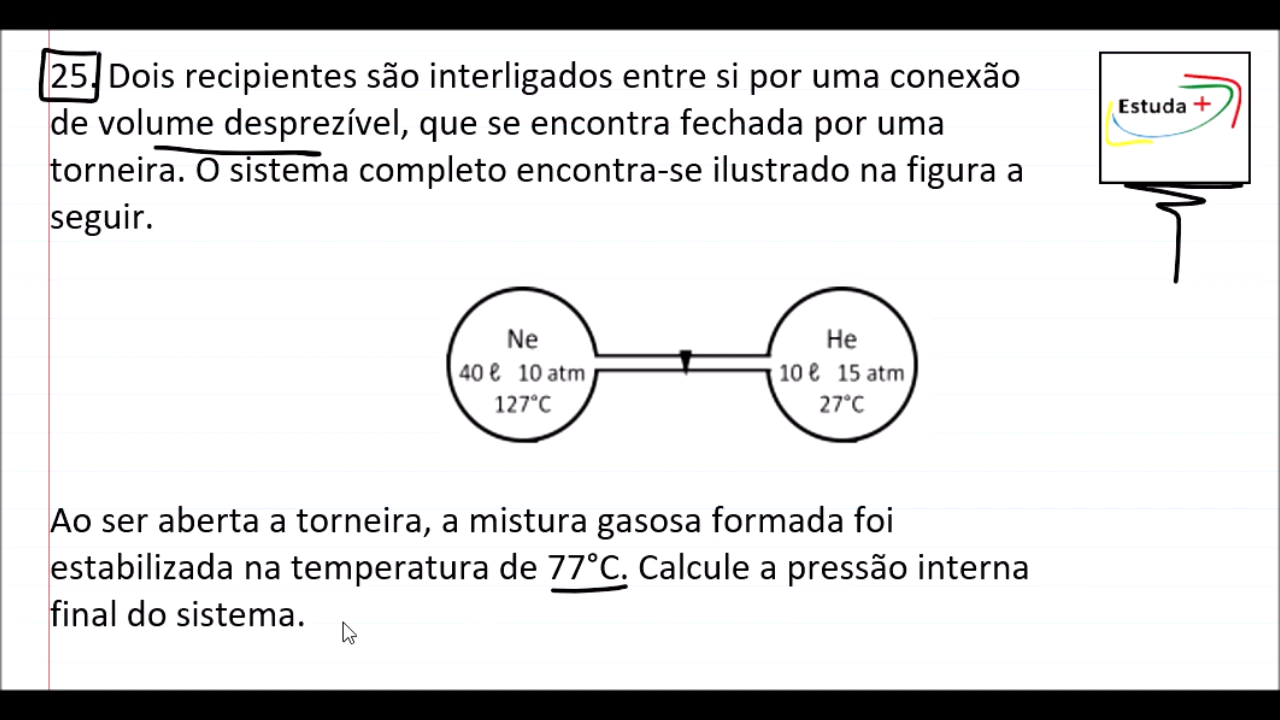 25. Dois recipientes são interligados entre si por uma conexão
de volume desprezível, que se encontra fechada por uma
torneira. O sistema completo encontra-se ilustrado na figura a
seguir.
Estuda +
Ne
40 ℓ 10 atm
127°C
He
10 ℓ 15 atm
27°C
Ao ser aberta a torneira, a mistura gasosa formada foi
estabilizada na temperatura de 77°C. Calcule a pressão interna
final do sistema.